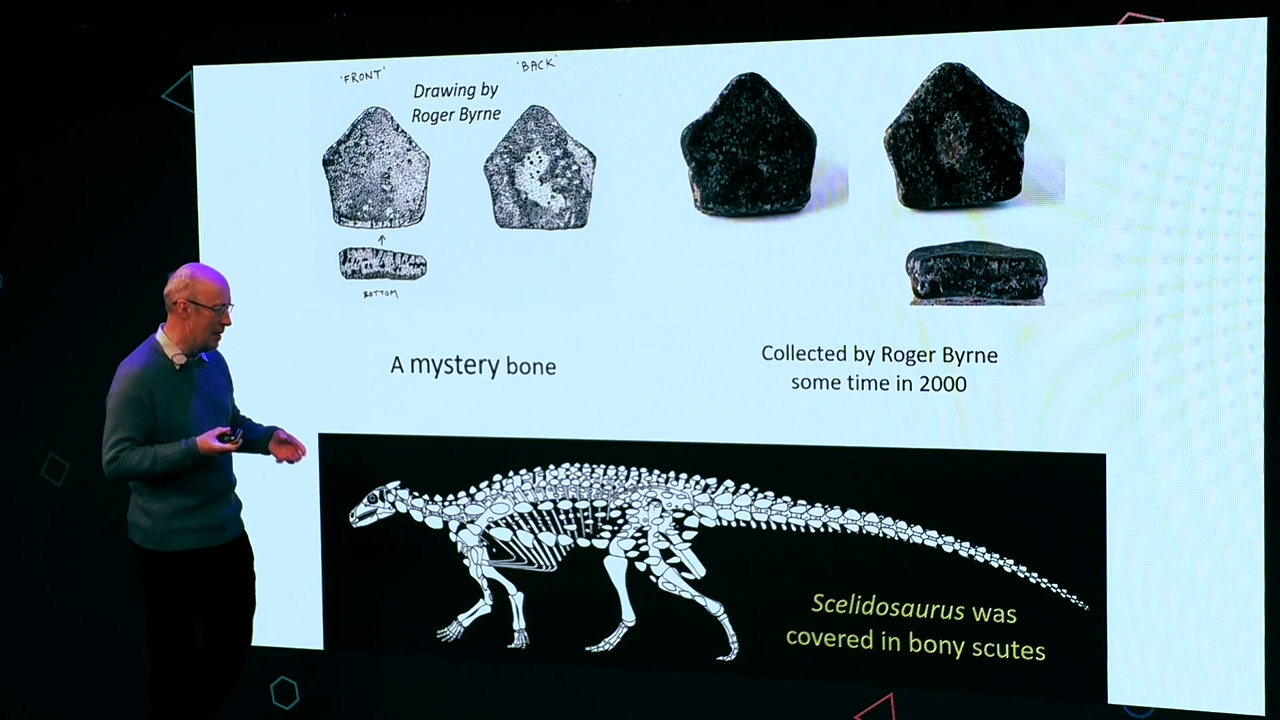 'FRONT'
'BACK'
Drawing by
Roger Byrne
BOTTOM
A mystery bone
Collected by Roger Byrne
some time in 2000
Scelidosaurus was
covered in bony scutes